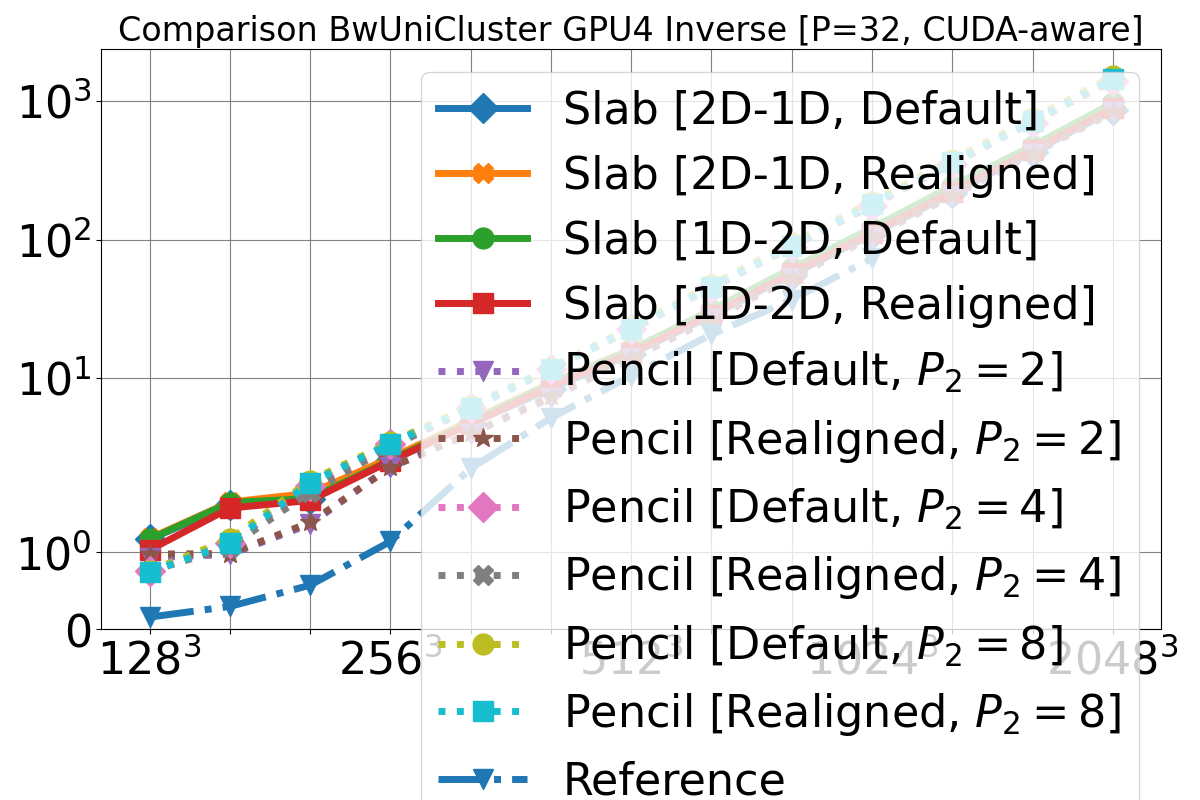 Comparison BwUniCluster GPU4 Inverse [P=32, CUDA-aware]
10³
10²
10¹
10⁰
0
128³
256³
512³
1024³
2048³
Slab [2D-1D, Default]
Slab [2D-1D, Realigned]
Slab [1D-2D, Default]
Slab [1D-2D, Realigned]
Pencil [Default, P₂ = 2]
Pencil [Realigned, P₂ = 2]
Pencil [Default, P₂ = 4]
Pencil [Realigned, P₂ = 4]
Pencil [Default, P₂ = 8]
Pencil [Realigned, P₂ = 8]
Reference